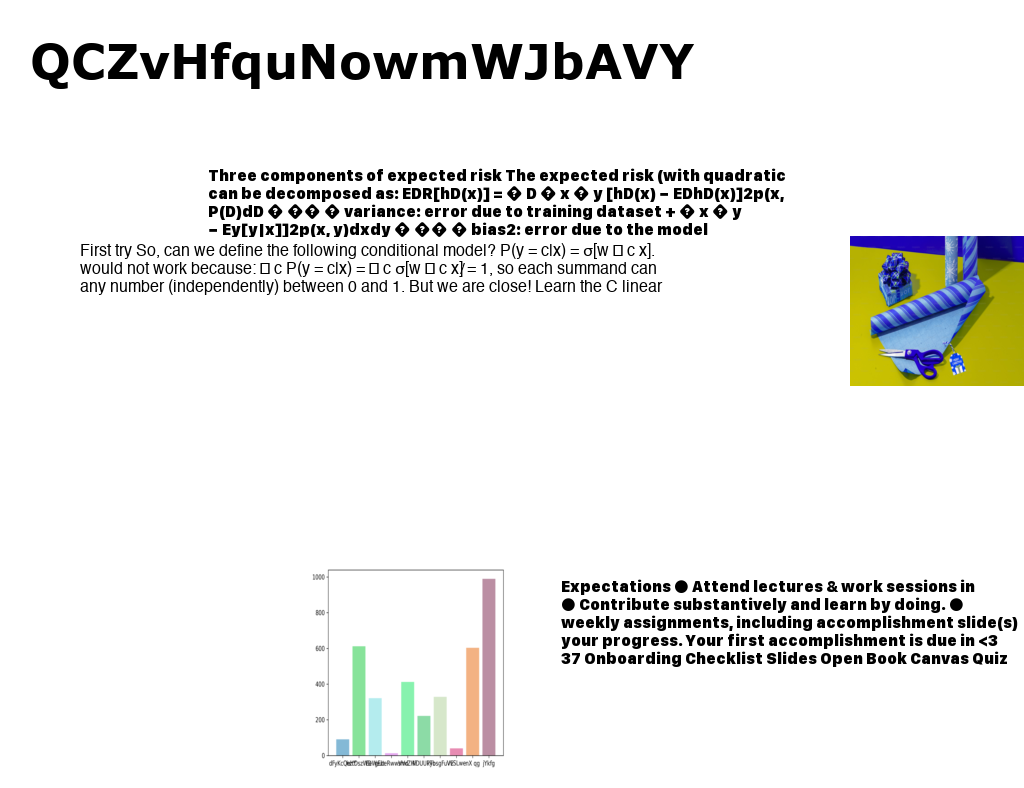 QCZvHfquNowmWJbAVY
Three components of expected risk The expected risk (with quadratic
can be decomposed as: EDR[hD(x)] = � D � x � y [hD(x) − EDhD(x)]2p(x,
P(D)dD � �� � variance: error due to training dataset + � x � y
− Ey[y|x]]2p(x, y)dxdy � �� � bias2: error due to the model
First try So, can we define the following conditional model? P(y = c|x) = σ[w □ c x].
would not work because: □ c P(y = c|x) = □ c σ[w □ c x] ̸= 1, so each summand can
any number (independently) between 0 and 1. But we are close! Learn the C linear
Expectations ● Attend lectures & work sessions in
● Contribute substantively and learn by doing. ●
weekly assignments, including accomplishment slide(s)
your progress. Your first accomplishment is due in <3
37 Onboarding Checklist Slides Open Book Canvas Quiz
1000
800
600
400
200
0
qg jYkfg